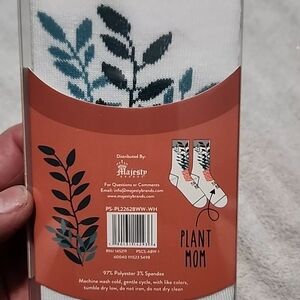 Distributed By:
Majesty
For Questions or Comments
Email: info@majestybrands.com
www.majestybrands.com
PS-PL22628WW-WH
PLANT
MOM
97% Polyester 3% Spandex
Machine wash cold, gentle cycle, with like colors,
tumble dry low, do not iron, do not dry clean